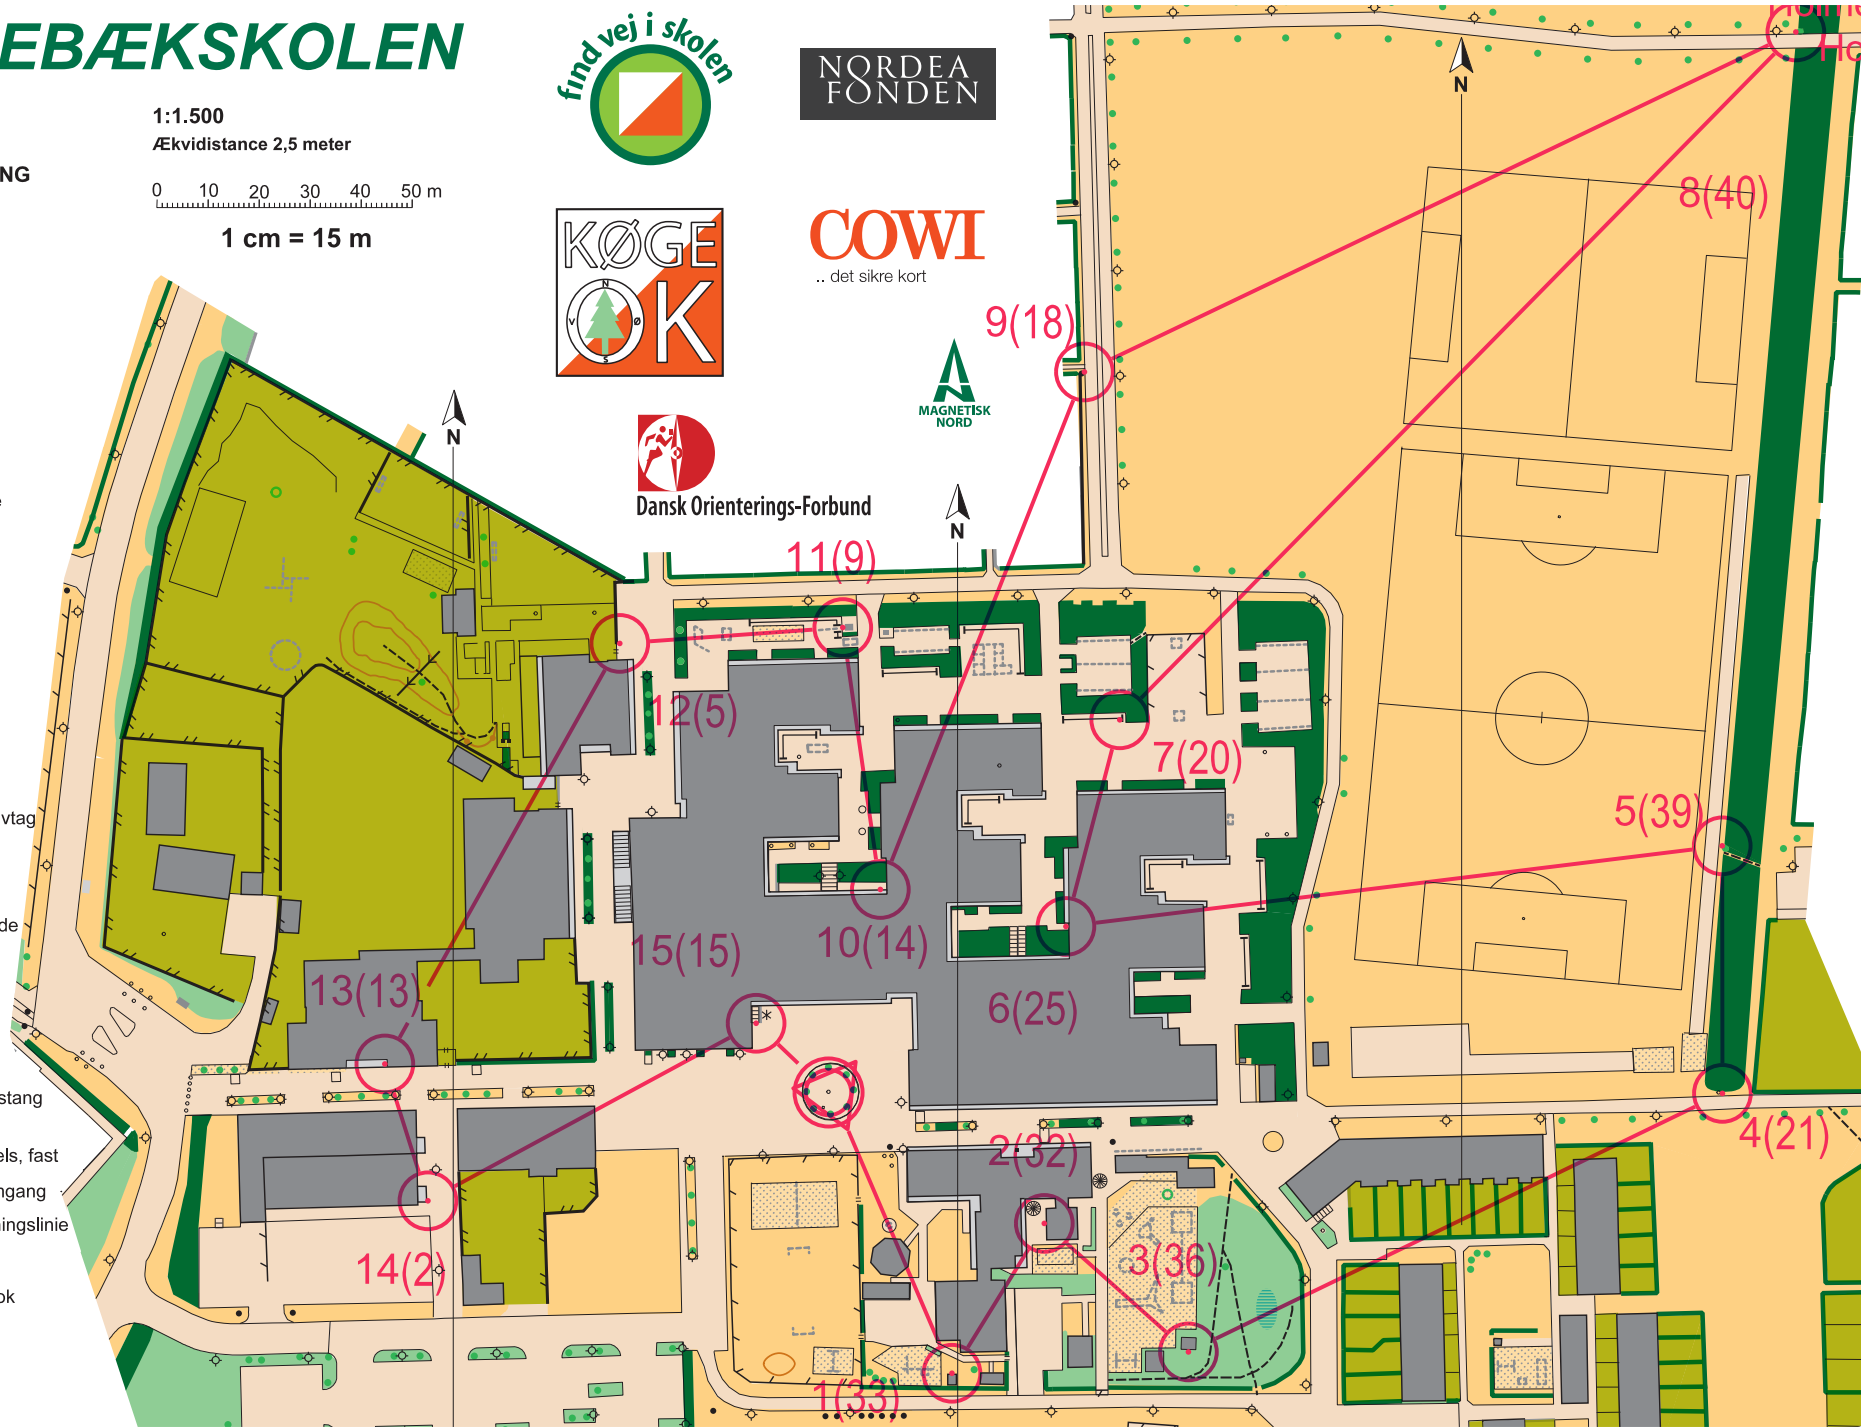 EBÆKSKOLEN
find vej i skolen
NORDEA
FONDEN
1:1.500
Ækvidistance 2,5 meter
NG
0 10 20 30 40 50 m
1 cm = 15 m
KØGE
OK
N
V
Ø
S
COWI
.. det sikre kort
MAGNETISK
NORD
Dansk Orienterings-Forbund
N
N
N
8(40)
9(18)
11(9)
12(5)
7(20)
5(39)
vtag
de
15(15)
10(14)
13(13)
6(25)
stang
4(21)
2(32)
els, fast
ngang
ningslinie
3(36)
14(2)
ok
1(33)